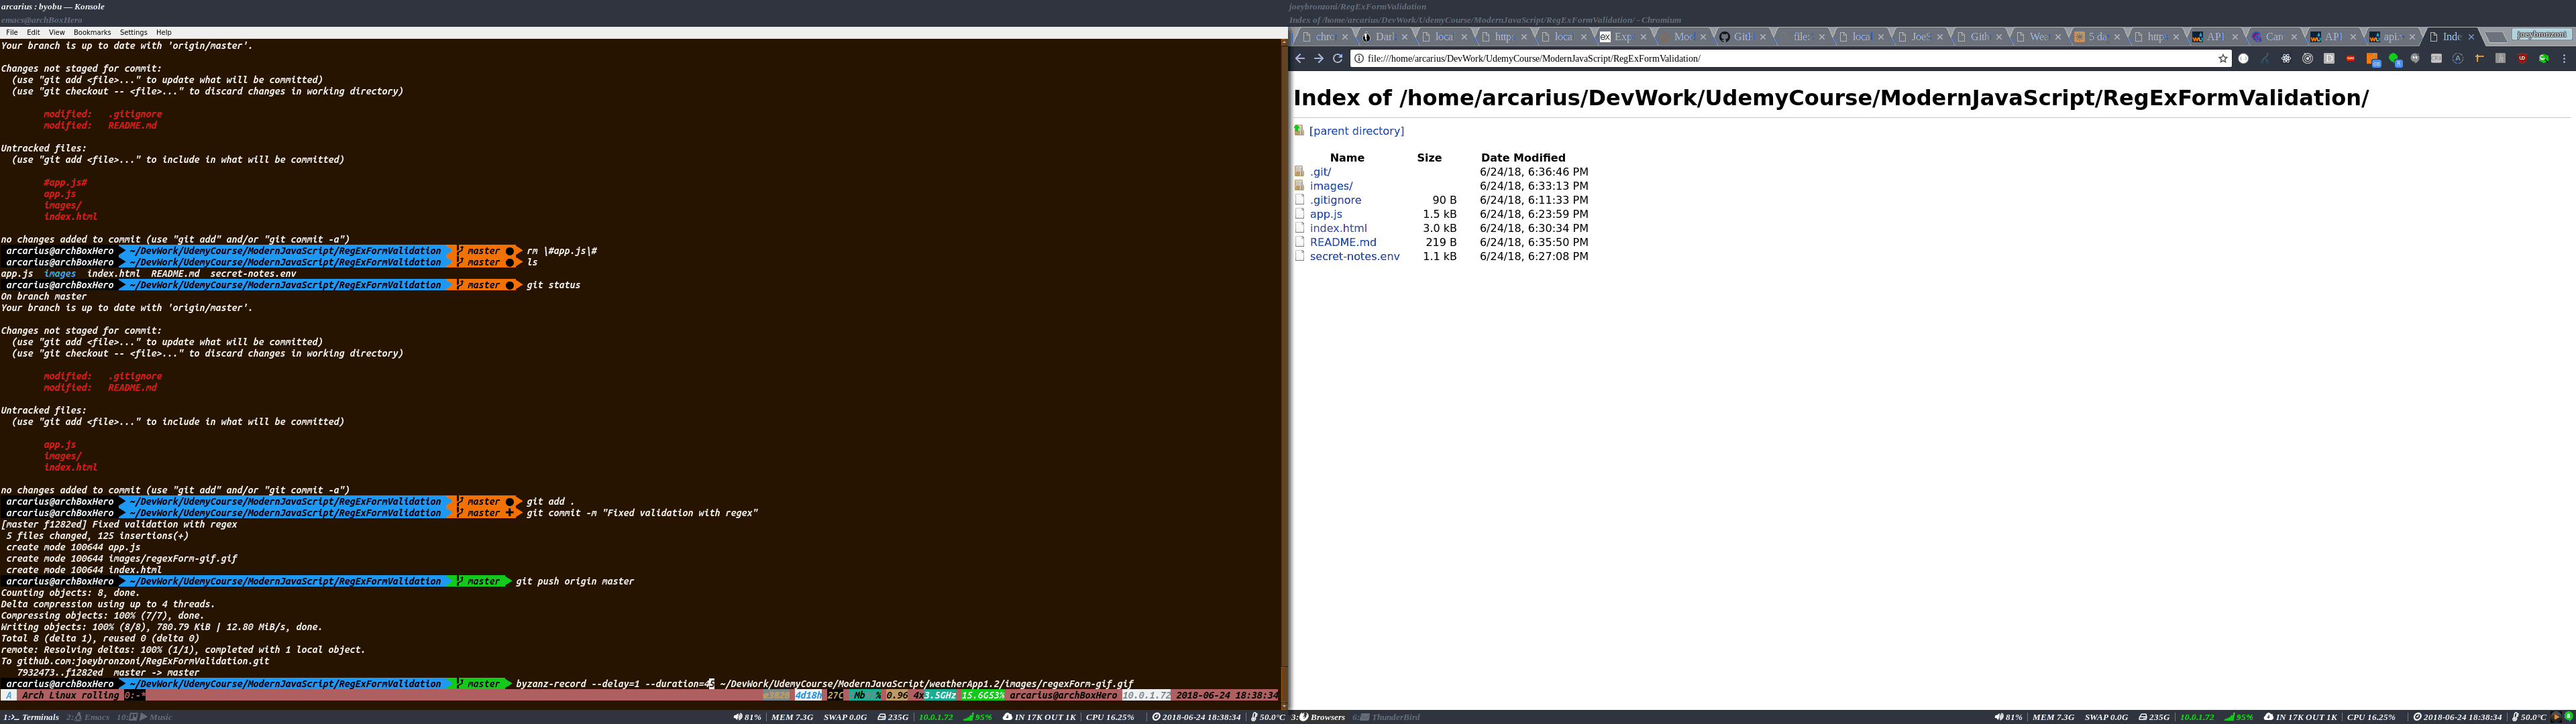 arcarius : byobu — Konsole
emacs@archBoxHero
File Edit View Bookmarks Settings Help
Your branch is up to date with 'origin/master'.
Changes not staged for commit:
(use "git add <file>..." to update what will be committed)
(use "git checkout -- <file>..." to discard changes in working directory)
modified: .gitignore
modified: README.md
Untracked files:
(use "git add <file>..." to include in what will be committed)
#app.js#
app.js
images/
index.html
no changes added to commit (use "git add" and/or "git commit -a")
arcarius@archBoxHero ~/DevWork/UdemyCourse/ModernJavaScript/RegExFormValidation master ● rm \#app.js\#
arcarius@archBoxHero ~/DevWork/UdemyCourse/ModernJavaScript/RegExFormValidation master ● ls
app.js images index.html README.md secret-notes.env
arcarius@archBoxHero ~/DevWork/UdemyCourse/ModernJavaScript/RegExFormValidation master ● git status
On branch master
Your branch is up to date with 'origin/master'.
Changes not staged for commit:
(use "git add <file>..." to update what will be committed)
(use "git checkout -- <file>..." to discard changes in working directory)
modified: .gitignore
modified: README.md
Untracked files:
(use "git add <file>..." to include in what will be committed)
app.js
images/
index.html
no changes added to commit (use "git add" and/or "git commit -a")
arcarius@archBoxHero ~/DevWork/UdemyCourse/ModernJavaScript/RegExFormValidation master ● git add .
arcarius@archBoxHero ~/DevWork/UdemyCourse/ModernJavaScript/RegExFormValidation master ✚ git commit -m "Fixed validation with regex"
[master f1282ed] Fixed validation with regex
5 files changed, 125 insertions(+)
create mode 100644 app.js
create mode 100644 images/regexForm-gif.gif
create mode 100644 index.html
arcarius@archBoxHero ~/DevWork/UdemyCourse/ModernJavaScript/RegExFormValidation master git push origin master
Counting objects: 8, done.
Delta compression using up to 4 threads.
Compressing objects: 100% (7/7), done.
Writing objects: 100% (8/8), 780.79 KiB | 12.80 MiB/s, done.
Total 8 (delta 1), reused 0 (delta 0)
remote: Resolving deltas: 100% (1/1), completed with 1 local object.
To github.com:joeybronzoni/RegExFormValidation.git
7932473..f1282ed master -> master
arcarius@archBoxHero ~/DevWork/UdemyCourse/ModernJavaScript/RegExFormValidation master byzanz-record --delay=1 --duration=45 ~/DevWork/UdemyCourse/ModernJavaScript/weatherApp1.2/images/regexForm-gif.gif
A Arch Linux rolling 0:-* 4d18h 27C Mb % 0.96 4x3.5GHz 15.6G53% arcarius@archBoxHero 10.0.1.72 2018-06-24 18:38:34
1: Terminals 2: Emacs 10: Music 81% | MEM 7.3G SWAP 0.0G 235G | 10.0.1.72 95% IN 17K OUT 1K | CPU 16.25% | 2018-06-24 18:38:34 | 50.0°C
joeybronzoni
Index of /home/arcarius/DevWork/UdemyCourse/ModernJavaScript/RegExFormValidation/ - Chromium
chro Dark loca http: loca Exp Mod GitH file: loca JoeS Gith Wea 5 da http: API Can API api. Inde joeybronzoni
file:///home/arcarius/DevWork/UdemyCourse/ModernJavaScript/RegExFormValidation/
Index of /home/arcarius/DevWork/UdemyCourse/ModernJavaScript/RegExFormValidation/
[parent directory]
Name Size Date Modified
.git/ 6/24/18, 6:36:46 PM
images/ 6/24/18, 6:33:13 PM
.gitignore 90 B 6/24/18, 6:11:33 PM
app.js 1.5 kB 6/24/18, 6:23:59 PM
index.html 3.0 kB 6/24/18, 6:30:34 PM
README.md 219 B 6/24/18, 6:35:50 PM
secret-notes.env 1.1 kB 6/24/18, 6:27:08 PM
3: Browsers 6: ThunderBird 81% | MEM 7.3G SWAP 0.0G 235G | 10.0.1.72 95% IN 17K OUT 1K | CPU 16.25% | 2018-06-24 18:38:34 | 50.0°C